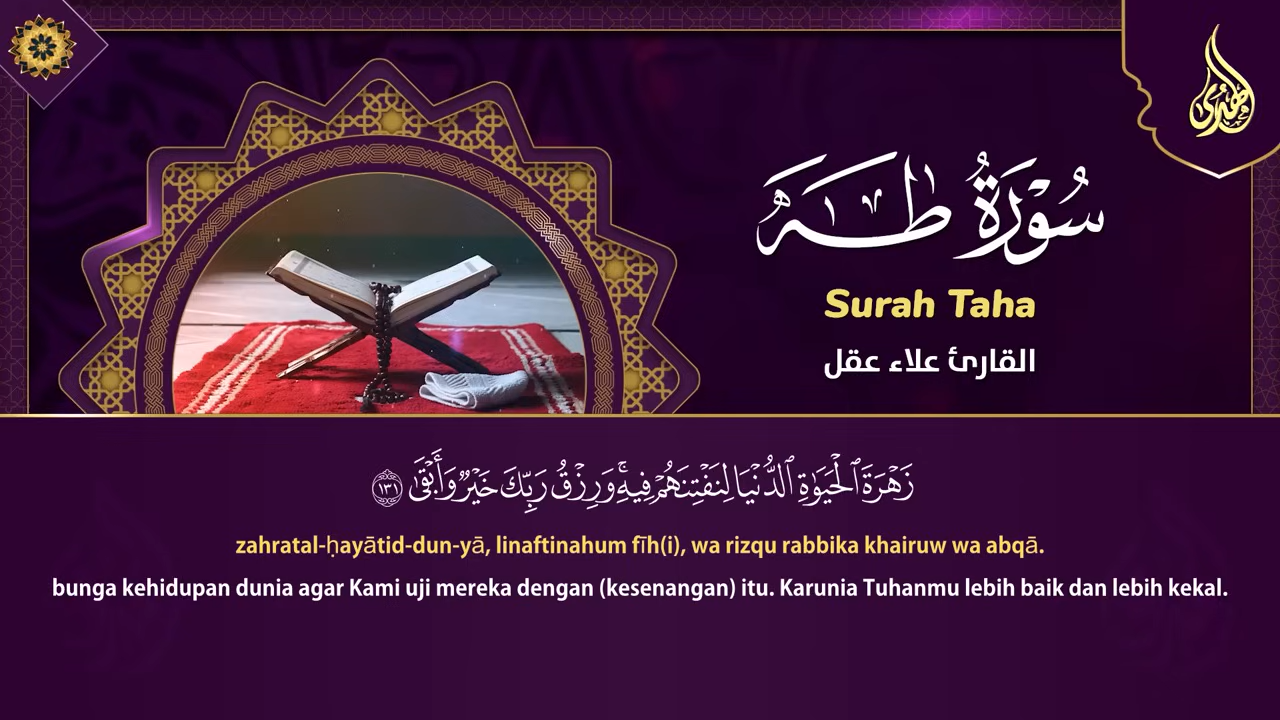 الهدى
سُورَةُ طَهَ
Surah Taha
القارئ علاء عقل
زَهْرَةَ ٱلْحَيَوٰةِ ٱلدُّنْيَا لِنَفْتِنَهُمْ فِيهِ ۚ وَرِزْقُ رَبِّكَ خَيْرٌ وَأَبْقَىٰ ١٣١
zahratal-ḥayātid-dun-yā, linaftinahum fīh(i), wa rizqu rabbika khairuw wa abqā.
bunga kehidupan dunia agar Kami uji mereka dengan (kesenangan) itu. Karunia Tuhanmu lebih baik dan lebih kekal.